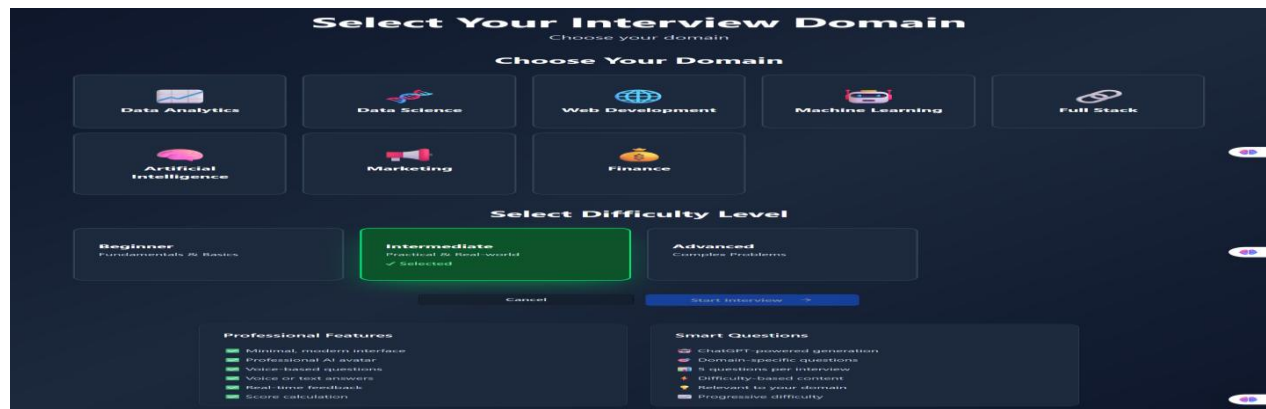 Select Your Interview Domain
Choose your domain
Choose Your Domain
Data Analytics
Data Science
Web Development
Machine Learning
Full Stack
Artificial
Intelligence
Marketing
Finance
Select Difficulty Level
Beginner
Fundamentals & Basics
Intermediate
Practical & Real-world
✓ Selected
Advanced
Complex Problems
Cancel
Start Interview →
Professional Features
Minimal, modern interface
Professional AI avatar
Voice-based questions
Voice or text answers
Real-time feedback
Score calculation
Smart Questions
ChatGPT-powered generation
Domain-specific questions
5 questions per interview
Difficulty-based content
Relevant to your domain
Progressive difficulty